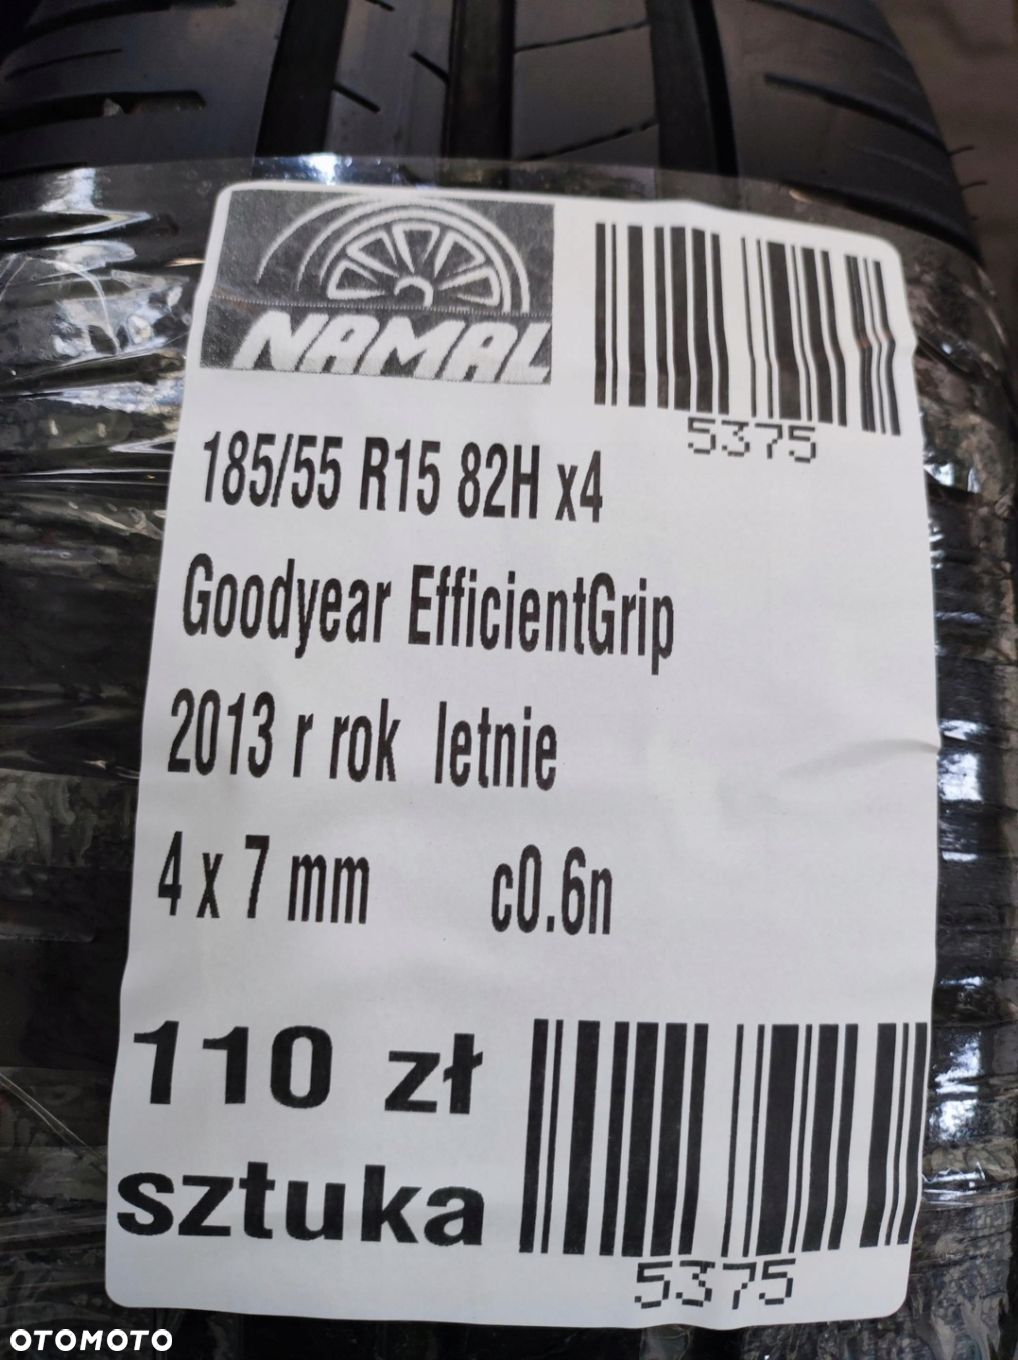 NAMAL
5375
185/55 R15 82H x4
Goodyear EfficientGrip
2013 r rok letnie
4 x 7 mm c0.6n
110 zł
sztuka
5375
OTOMOTO